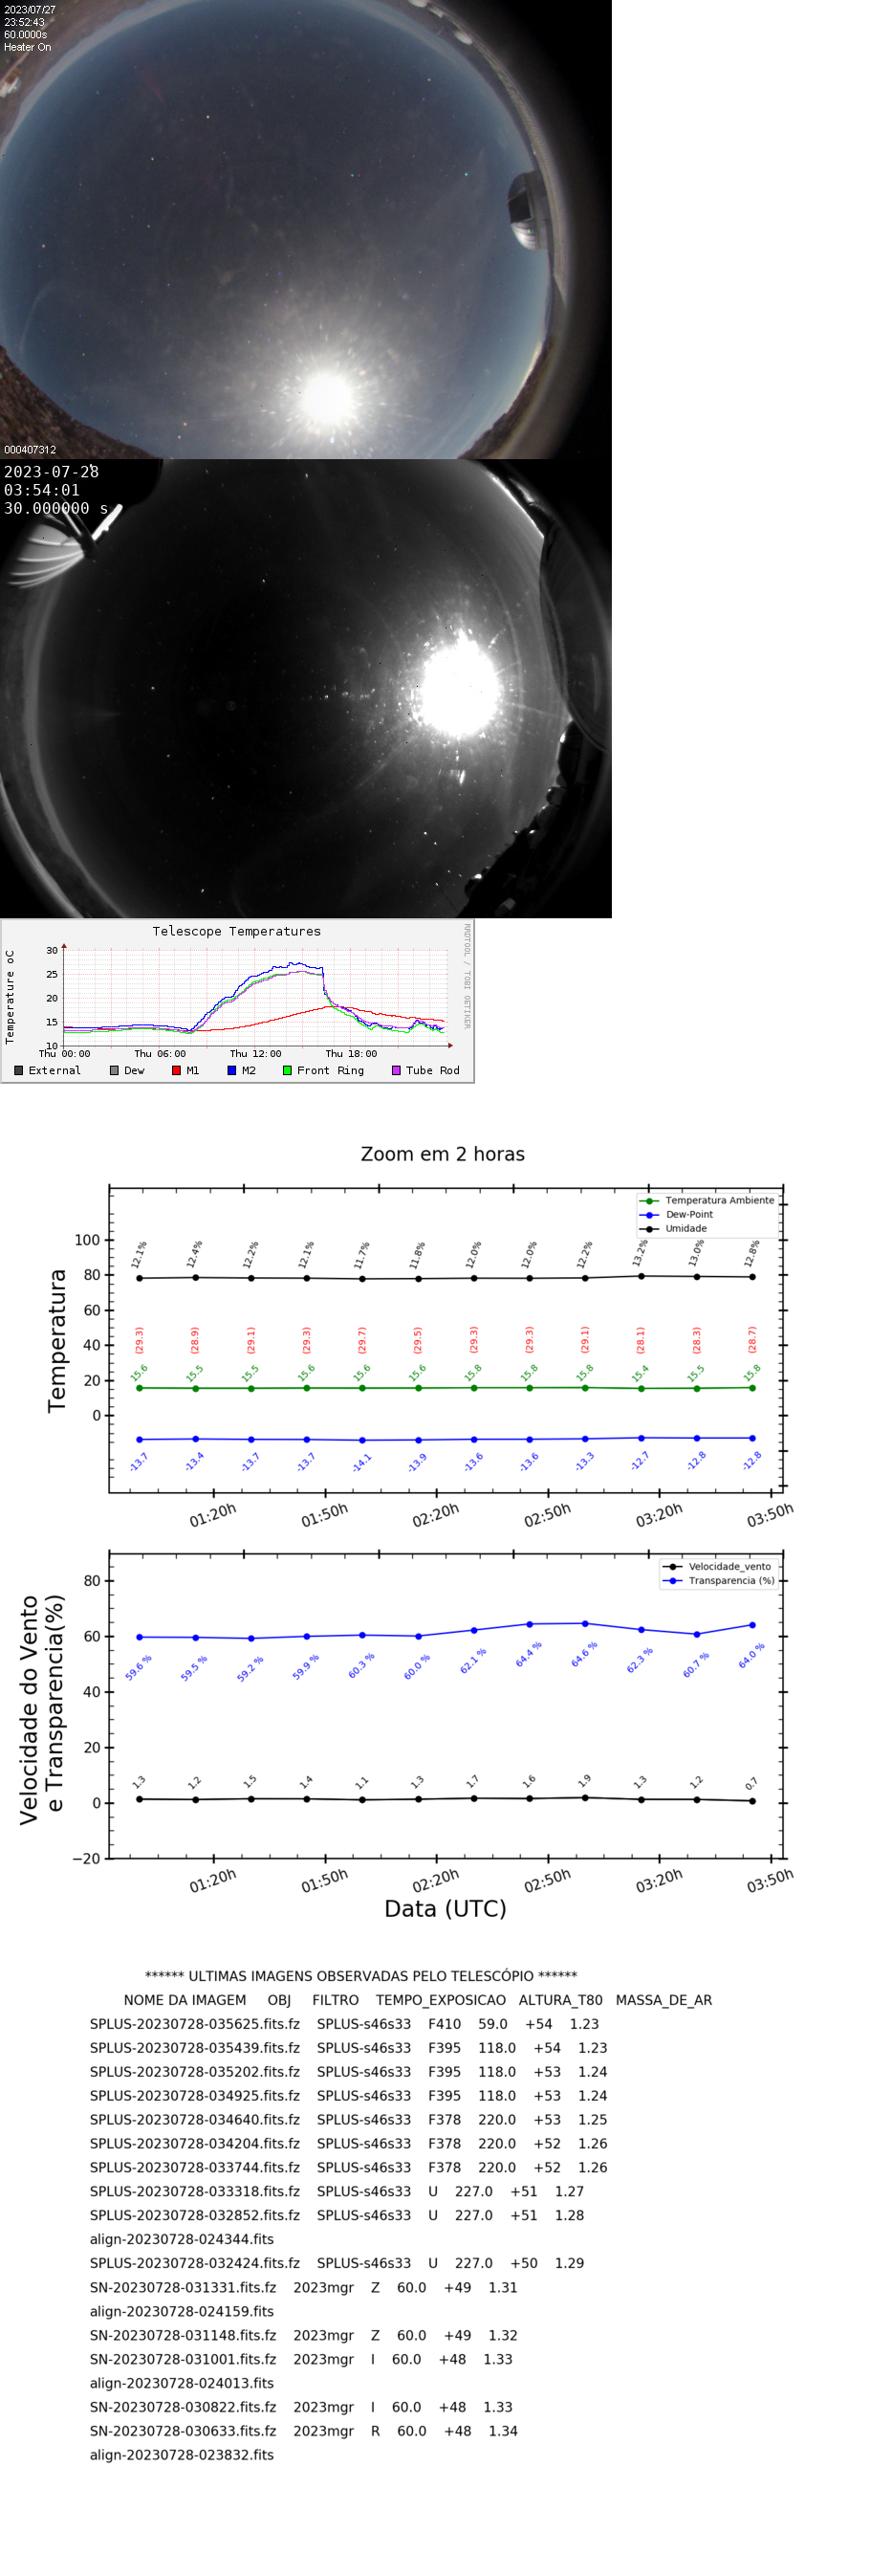 2023/07/27
23:52:43
60.0000s
Heater On
000407312
2023-07-28
03:54:01
30.000000 s
Telescope Temperatures
RRDTOOL / TOBI OETIKER
Temperature oC
30
25
20
15
10
Thu 00:00 Thu 06:00 Thu 12:00 Thu 18:00
External Dew M1 M2 Front Ring Tube Rod
Zoom em 2 horas
Temperatura Ambiente
Dew-Point
Umidade
Temperatura
100
80
60
40
20
0
12.1% 12.4% 12.2% 12.1% 11.7% 11.8% 12.0% 12.0% 12.2% 13.2% 13.0% 12.8%
(29.3) (28.9) (29.1) (29.3) (29.7) (29.5) (29.3) (29.3) (29.1) (28.1) (28.3) (28.7)
15.6 15.5 15.5 15.6 15.6 15.6 15.8 15.8 15.8 15.4 15.5 15.8
-13.7 -13.4 -13.7 -13.7 -14.1 -13.9 -13.6 -13.6 -13.3 -12.7 -12.8 -12.8
01:20h 01:50h 02:20h 02:50h 03:20h 03:50h
Velocidade_vento
Transparencia (%)
Velocidade do Vento
e Transparencia(%)
80
60
40
20
0
−20
59.6 % 59.5 % 59.2 % 59.9 % 60.3 % 60.0 % 62.1 % 64.4 % 64.6 % 62.3 % 60.7 % 64.0 %
1.3 1.2 1.5 1.4 1.1 1.3 1.7 1.6 1.9 1.3 1.2 0.7
01:20h 01:50h 02:20h 02:50h 03:20h 03:50h
Data (UTC)
****** ULTIMAS IMAGENS OBSERVADAS PELO TELESCÓPIO ******
NOME DA IMAGEM OBJ FILTRO TEMPO_EXPOSICAO ALTURA_T80 MASSA_DE_AR
SPLUS-20230728-035625.fits.fz SPLUS-s46s33 F410 59.0 +54 1.23
SPLUS-20230728-035439.fits.fz SPLUS-s46s33 F395 118.0 +54 1.23
SPLUS-20230728-035202.fits.fz SPLUS-s46s33 F395 118.0 +53 1.24
SPLUS-20230728-034925.fits.fz SPLUS-s46s33 F395 118.0 +53 1.24
SPLUS-20230728-034640.fits.fz SPLUS-s46s33 F378 220.0 +53 1.25
SPLUS-20230728-034204.fits.fz SPLUS-s46s33 F378 220.0 +52 1.26
SPLUS-20230728-033744.fits.fz SPLUS-s46s33 F378 220.0 +52 1.26
SPLUS-20230728-033318.fits.fz SPLUS-s46s33 U 227.0 +51 1.27
SPLUS-20230728-032852.fits.fz SPLUS-s46s33 U 227.0 +51 1.28
align-20230728-024344.fits
SPLUS-20230728-032424.fits.fz SPLUS-s46s33 U 227.0 +50 1.29
SN-20230728-031331.fits.fz 2023mgr Z 60.0 +49 1.31
align-20230728-024159.fits
SN-20230728-031148.fits.fz 2023mgr Z 60.0 +49 1.32
SN-20230728-031001.fits.fz 2023mgr I 60.0 +48 1.33
align-20230728-024013.fits
SN-20230728-030822.fits.fz 2023mgr I 60.0 +48 1.33
SN-20230728-030633.fits.fz 2023mgr R 60.0 +48 1.34
align-20230728-023832.fits